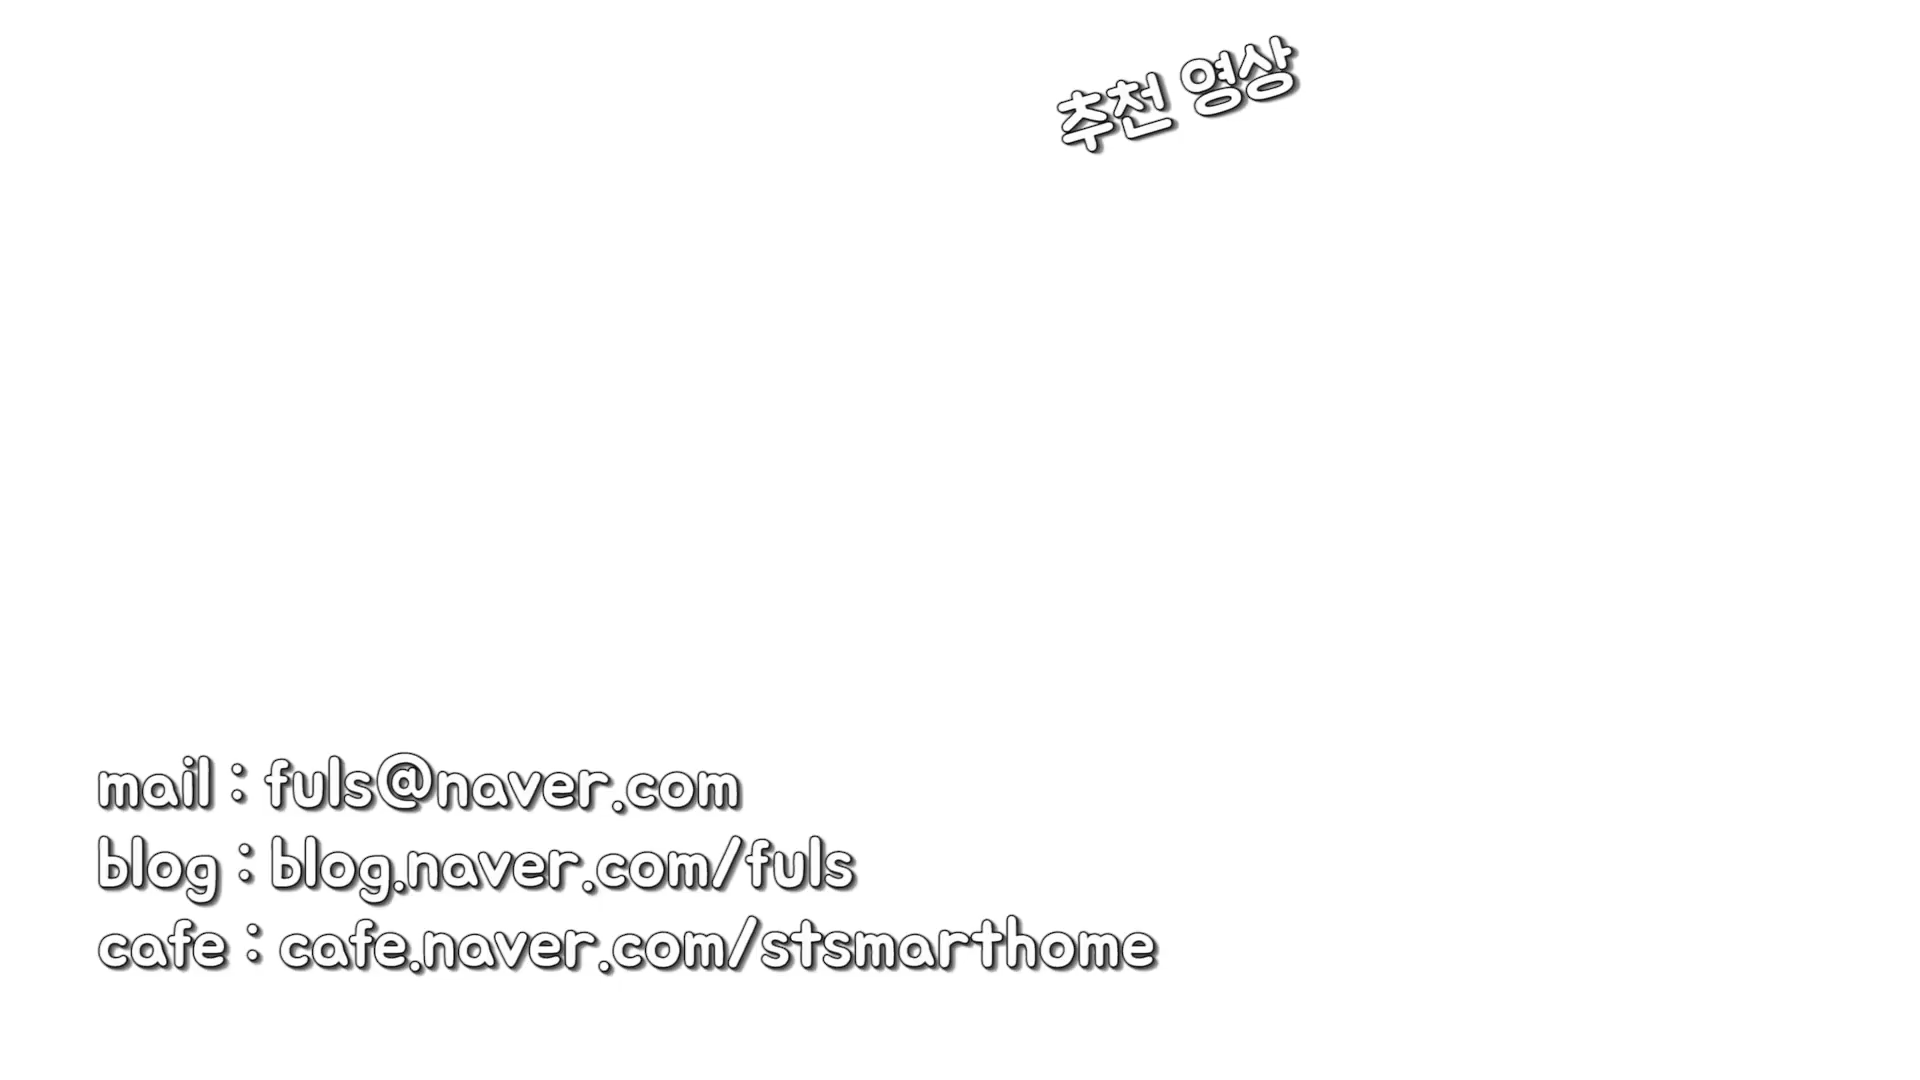 추천 영상
mail : fuls@naver.com
blog : blog.naver.com/fuls
cafe : cafe.naver.com/stsmarthome